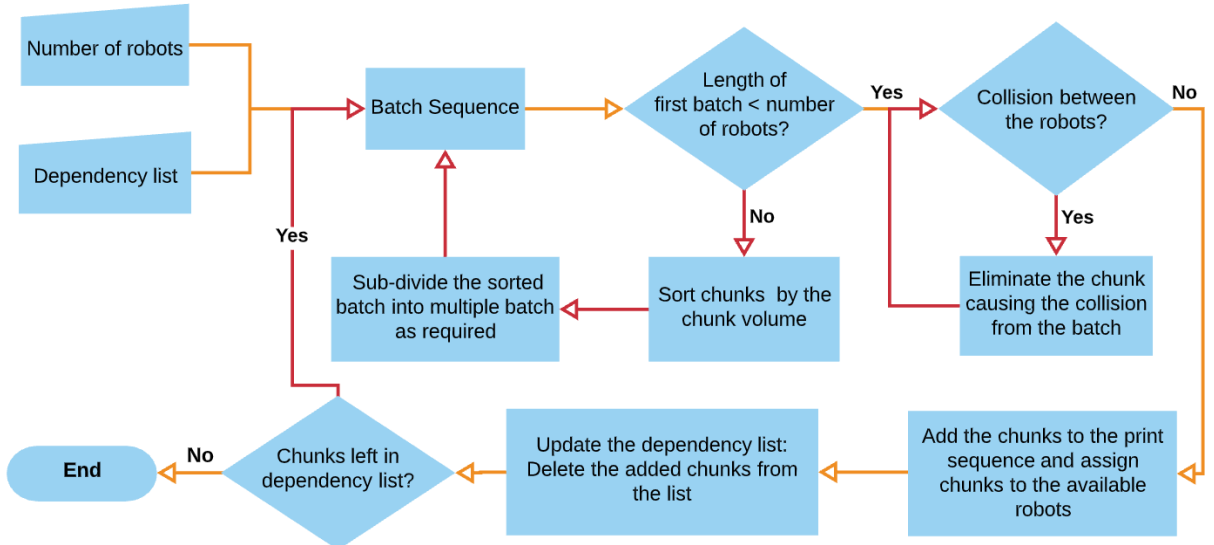 Number of robots
Dependency list
Batch Sequence
Length of
first batch < number
of robots?
Yes
Collision between
the robots?
No
No
Yes
Yes
Sub-divide the sorted
batch into multiple batch
as required
Sort chunks by the
chunk volume
Eliminate the chunk
causing the collision
from the batch
End
No
Chunks left in
dependency list?
Update the dependency list:
Delete the added chunks from
the list
Add the chunks to the print
sequence and assign
chunks to the available
robots